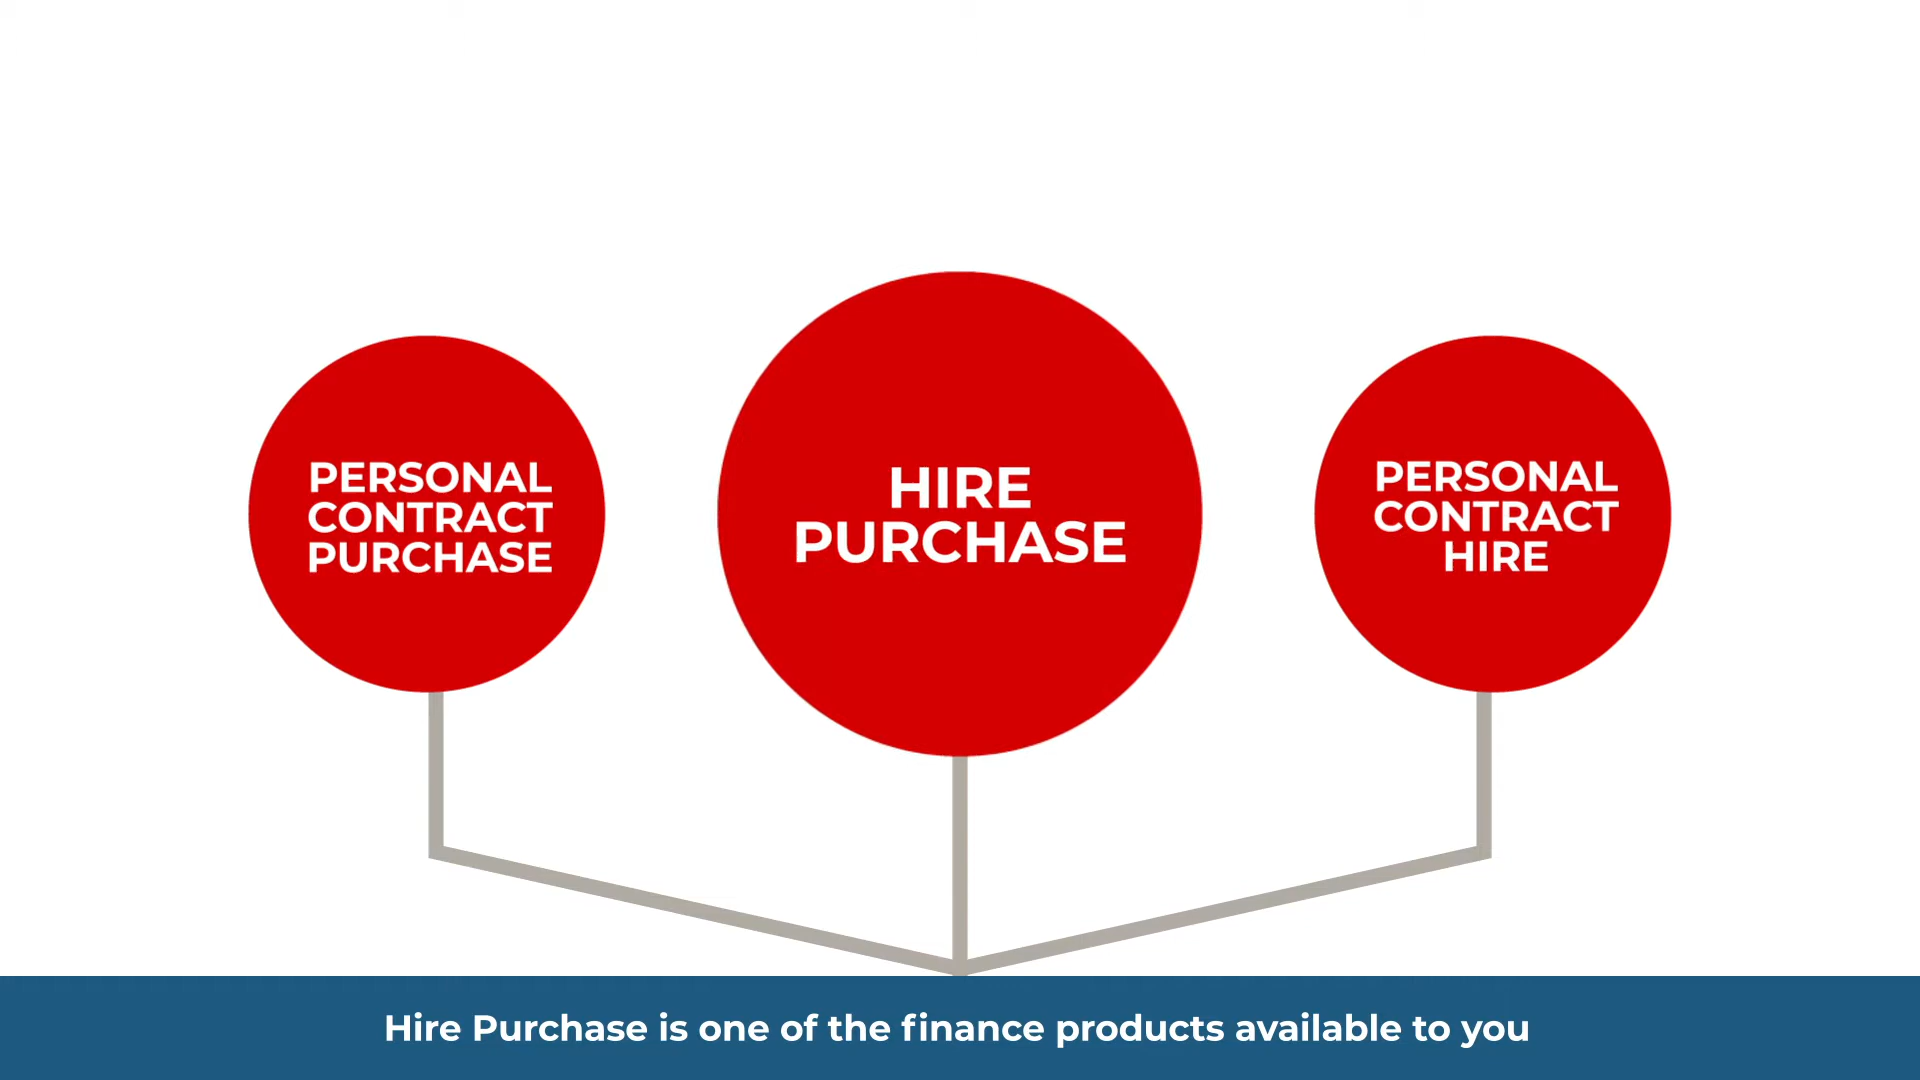 PERSONAL
CONTRACT
PURCHASE
HIRE
PURCHASE
PERSONAL
CONTRACT
HIRE
Hire Purchase is one of the finance products available to you